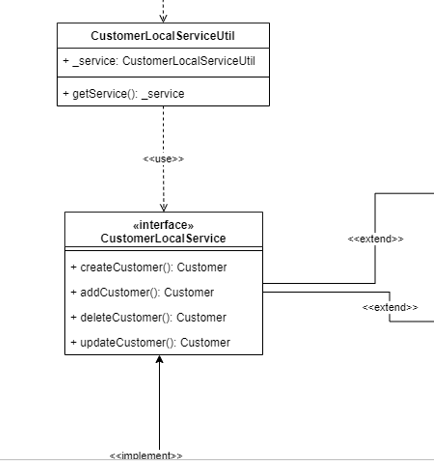 CustomerLocalServiceUtil
+ _service: CustomerLocalServiceUtil
+ getService(): _service
<<use>>
«interface»
CustomerLocalService
<<extend>>
+ createCustomer(): Customer
+ addCustomer(): Customer
<<extend>>
+ deleteCustomer(): Customer
+ updateCustomer(): Customer
<<implement>>